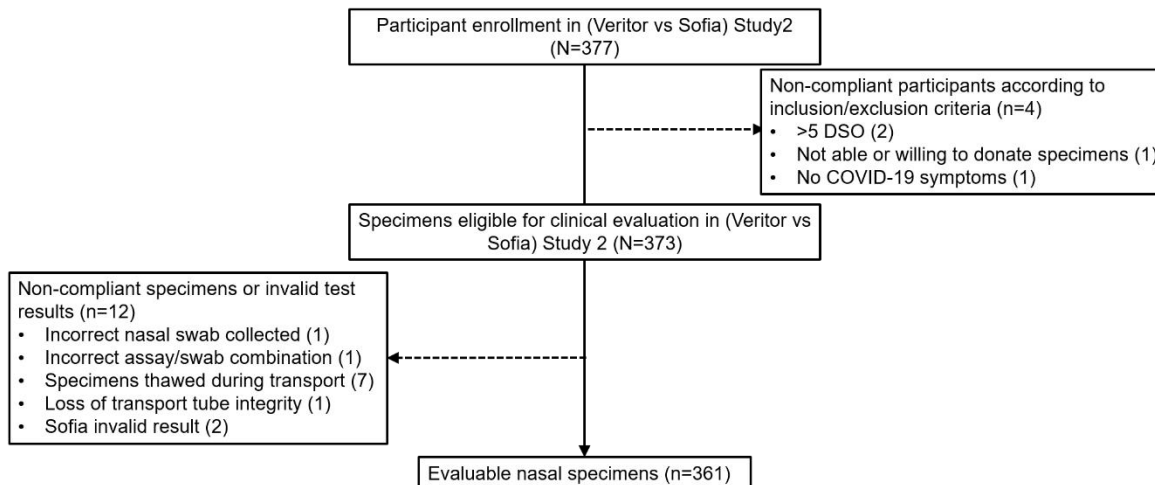 Participant enrollment in (Veritor vs Sofia) Study2
(N=377)
Non-compliant participants according to
inclusion/exclusion criteria (n=4)
• >5 DSO (2)
• Not able or willing to donate specimens (1)
• No COVID-19 symptoms (1)
Specimens eligible for clinical evaluation in (Veritor vs
Sofia) Study 2 (N=373)
Non-compliant specimens or invalid test
results (n=12)
• Incorrect nasal swab collected (1)
• Incorrect assay/swab combination (1)
• Specimens thawed during transport (7)
• Loss of transport tube integrity (1)
• Sofia invalid result (2)
Evaluable nasal specimens (n=361)